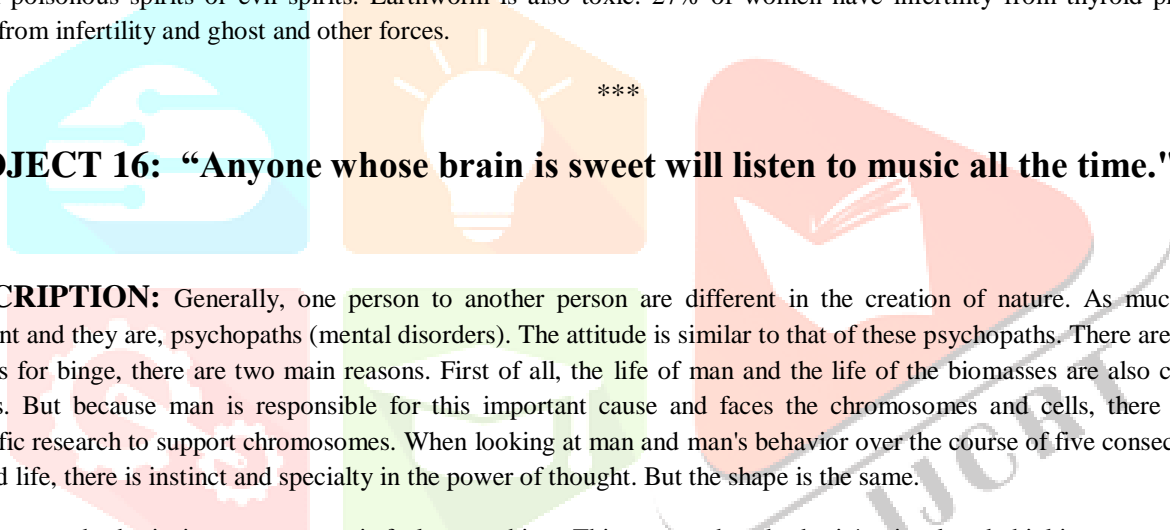 poisonous spirits or evil spirits. Earthworm is also toxic. 27% of women have infertility from thyroid
from infertility and ghost and other forces.
***
OJECT 16: “Anyone whose brain is sweet will listen to music all the time."
CRIPTION: Generally, one person to another person are different in the creation of nature. As muc
nt and they are, psychopaths (mental disorders). The attitude is similar to that of these psychopaths. There are
s for binge, there are two main reasons. First of all, the life of man and the life of the biomasses are also c
s. But because man is responsible for this important cause and faces the chromosomes and cells, there
fic research to support chromosomes. When looking at man and man's behavior over the course of five consec
d life, there is instinct and specialty in the power of thought. But the shape is the same.
IJCRT